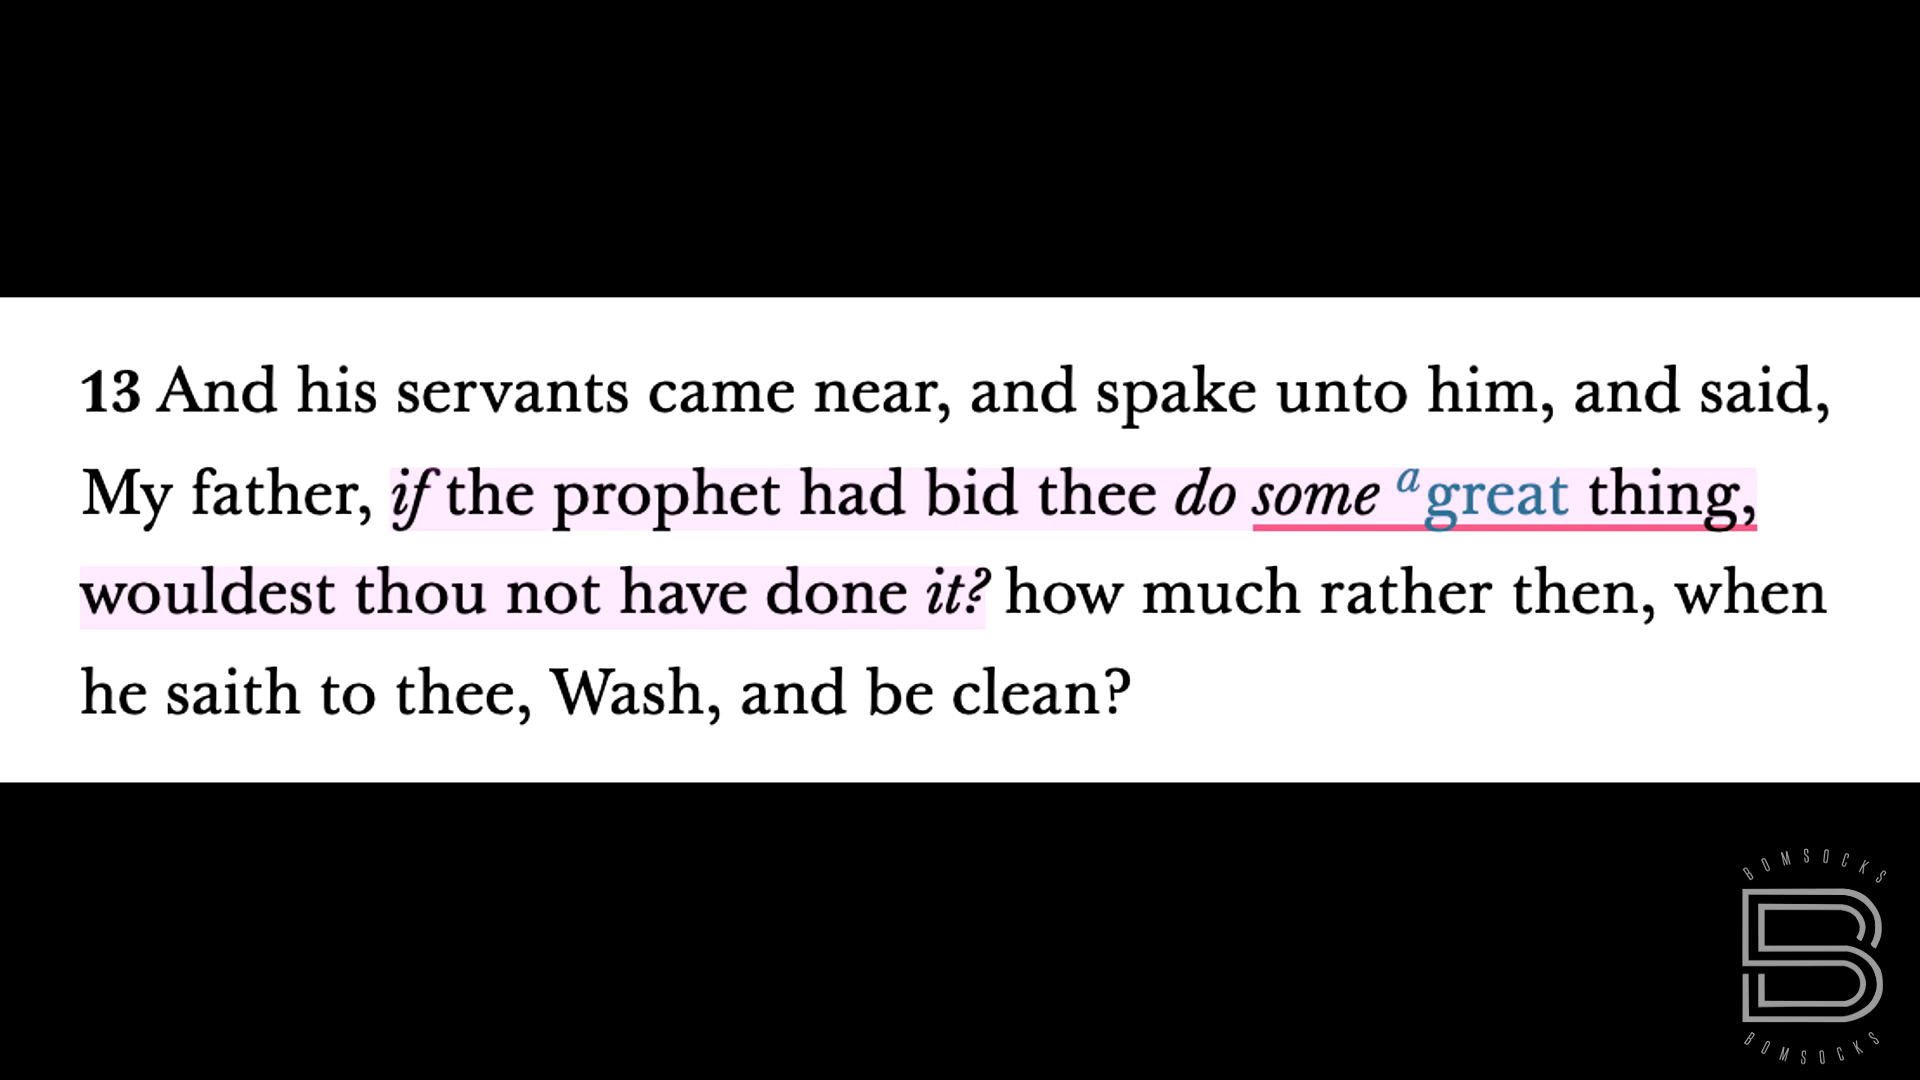 13 And his servants came near, and spake unto him, and said,
My father, if the prophet had bid thee do some a great thing,
wouldest thou not have done it? how much rather then, when
he saith to thee, Wash, and be clean?
BOMSOCKS
B
BOMSOCKS